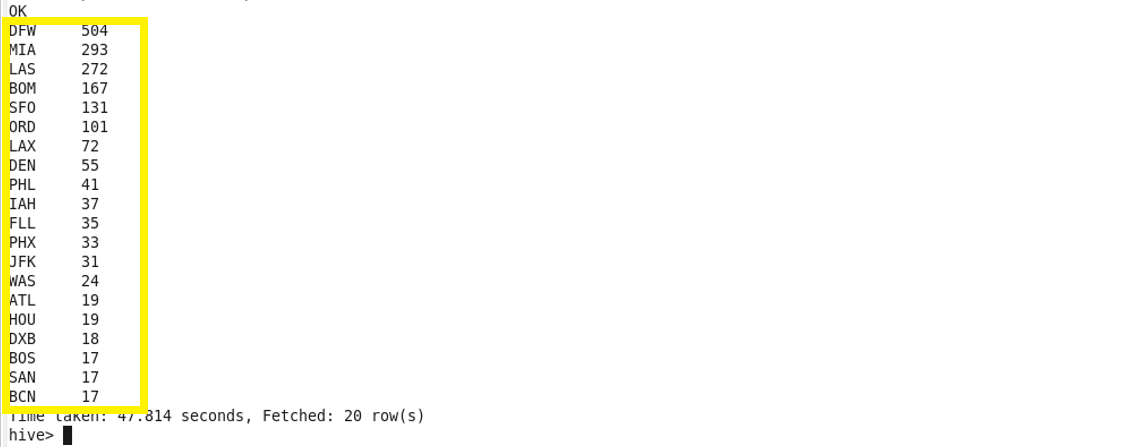 OK
DFW 504
MIA 293
LAS 272
BOM 167
SFO 131
ORD 101
LAX 72
DEN 55
PHL 41
IAH 37
FLL 35
PHX 33
JFK 31
WAS 24
ATL 19
HOU 19
DXB 18
BOS 17
SAN 17
BCN 17
Time taken: 47.814 seconds, Fetched: 20 row(s)
hive>